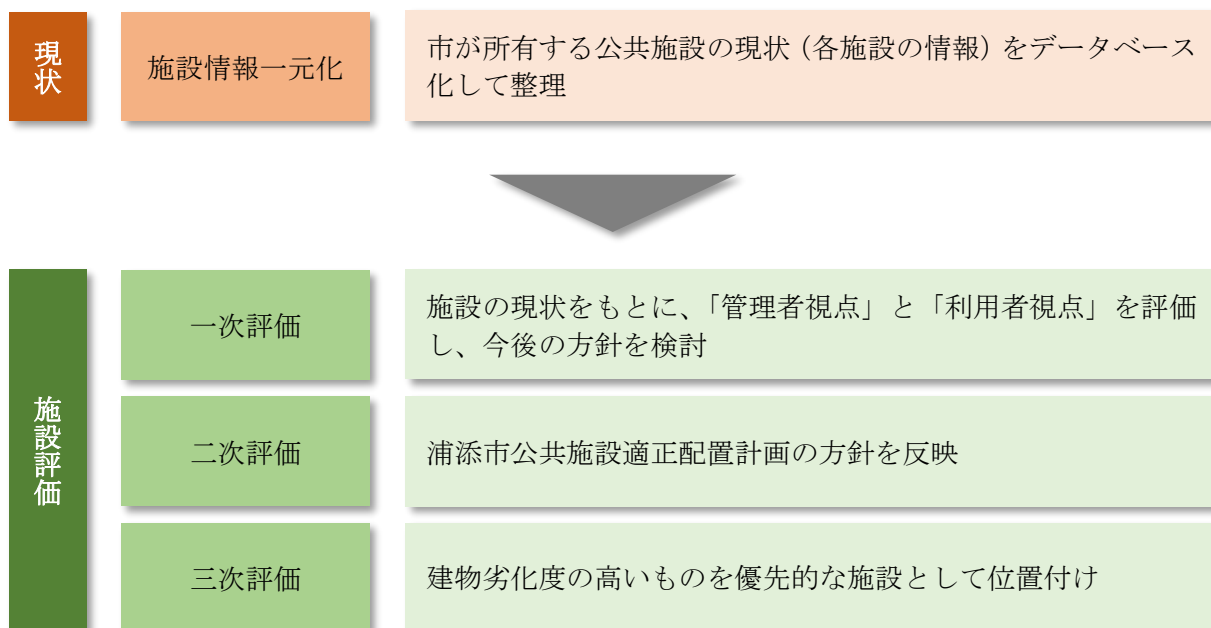 現状
施設情報一元化
市が所有する公共施設の現状（各施設の情報）をデータベース
化して整理
施設評価
一次評価
施設の現状をもとに、「管理者視点」と「利用者視点」を評価
し、今後の方針を検討
二次評価
浦添市公共施設適正配置計画の方針を反映
三次評価
建物劣化度の高いものを優先的な施設として位置付け